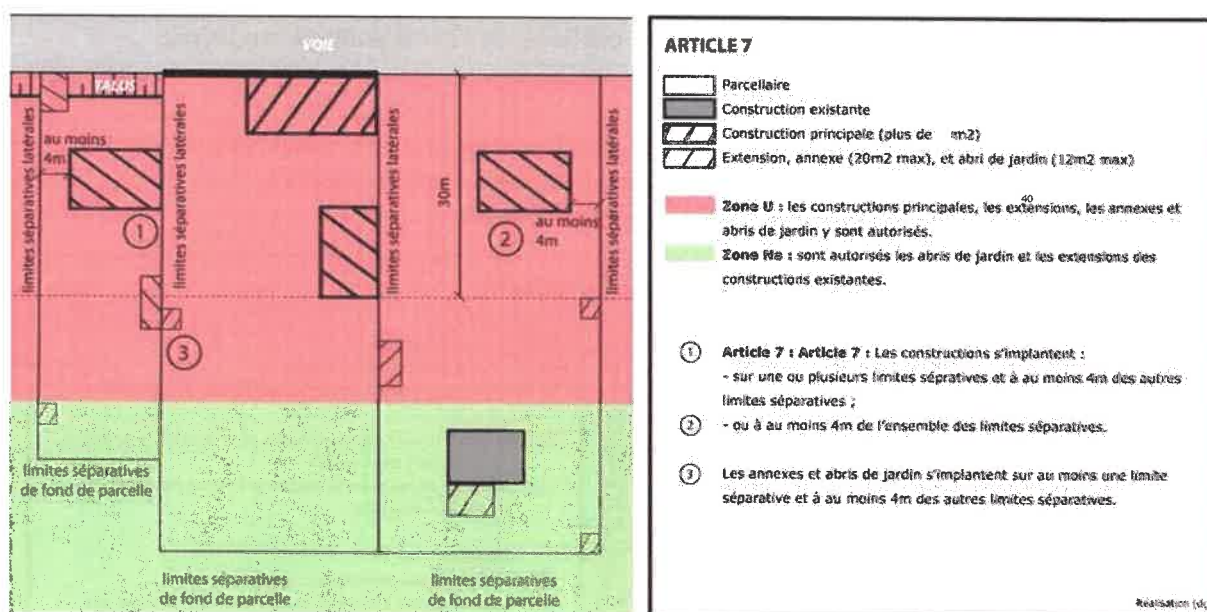 VOIE
TALUS
limites séparatives latérales
au moins
4m
limites séparatives latérales
1
3
30m
limites séparatives latérales
2
au moins
4m
limites séparatives latérales
limites séparatives
de fond de parcelle
limites séparatives
de fond de parcelle
limites séparatives
de fond de parcelle
ARTICLE 7
Parcellaire
Construction existante
Construction principale (plus de m2)
Extension, annexe (20m2 max), et abri de jardin (12m2 max)
40
Zone U : les constructions principales, les extensions, les annexes et
abris de jardin y sont autorisés.
Zone Na : sont autorisés les abris de jardin et les extensions des
constructions existantes.
1 Article 7 : Article 7 : Les constructions s'implantent :
- sur une ou plusieurs limites sépratives et à au moins 4m des autres
limites séparatives ;
2 - ou à au moins 4m de l'ensemble des limites séparatives.
3 Les annexes et abris de jardin s'implantent sur au moins une limite
séparative et à au moins 4m des autres limites séparatives.
Réalisation